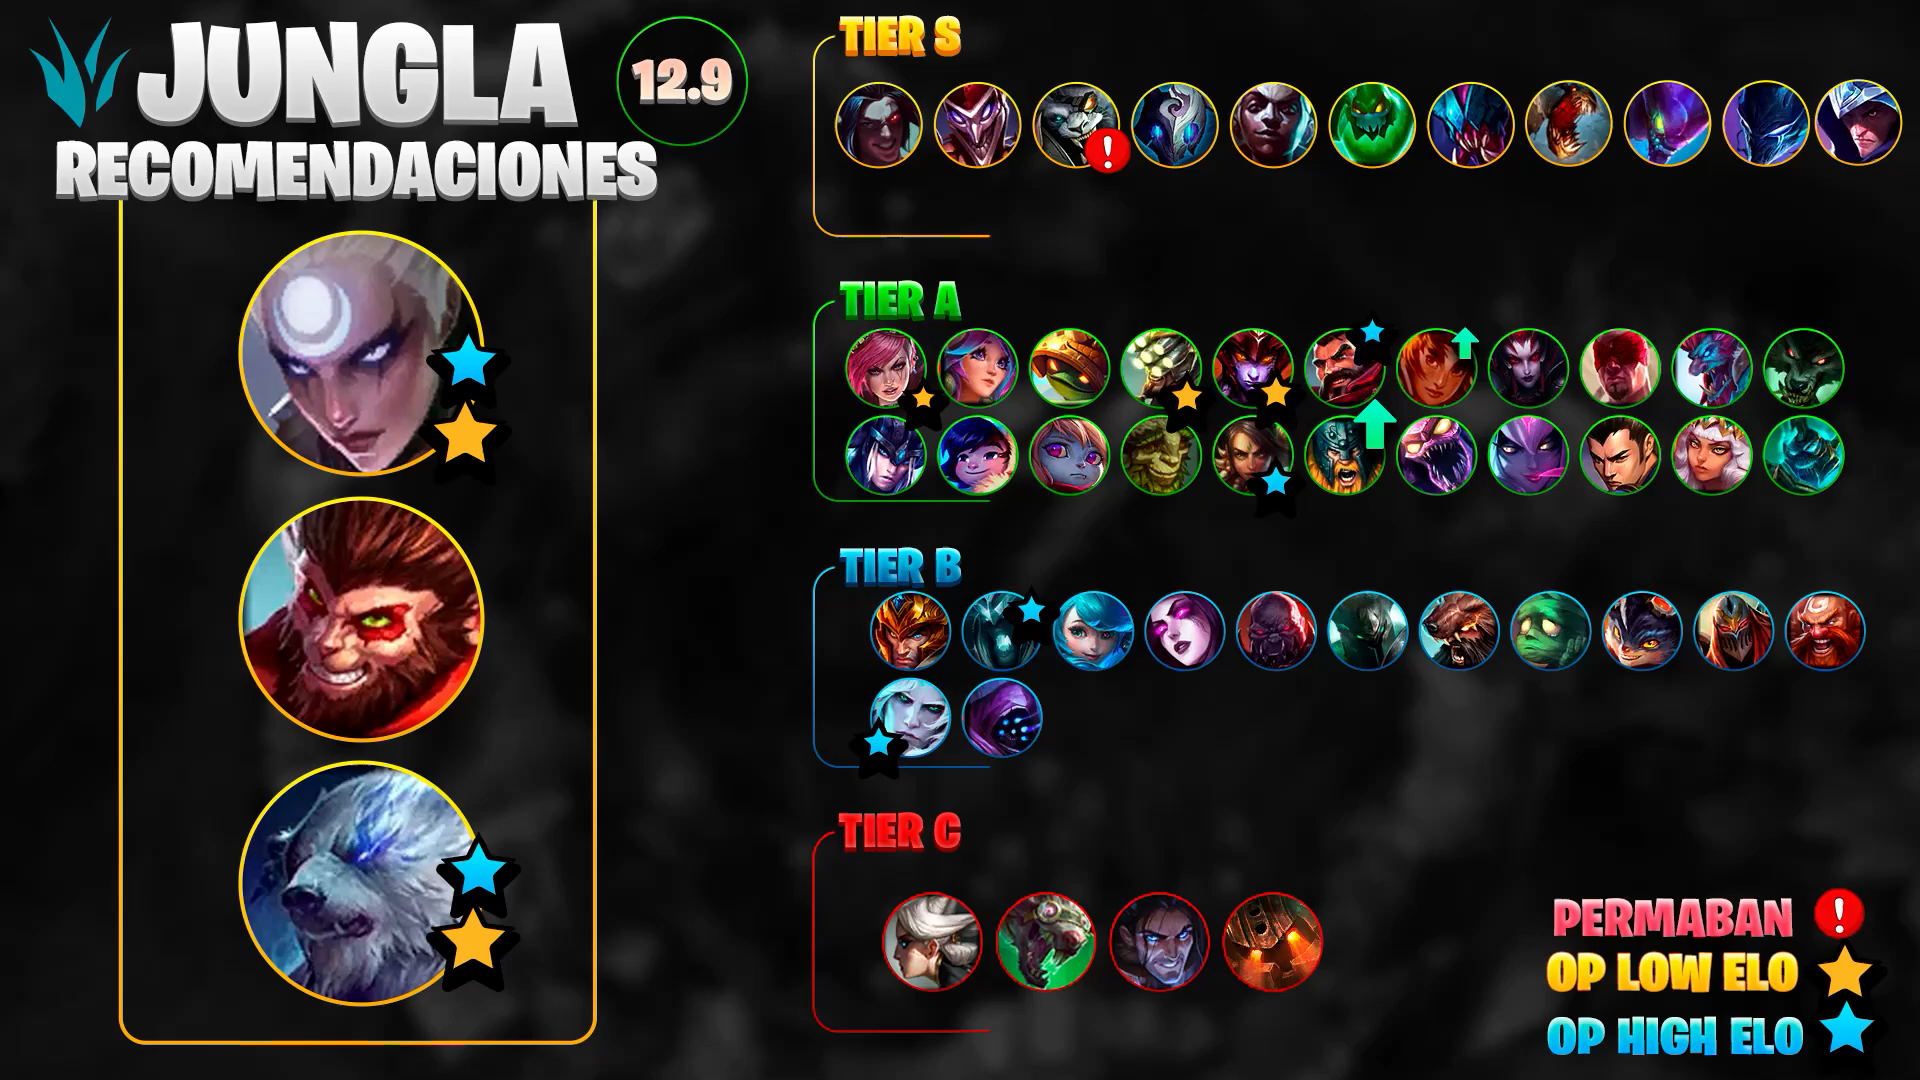 JUNGLA
12.9
RECOMENDACIONES
TIER S
!
TIER A
TIER B
TIER C
PERMABAN !
OP LOW ELO
OP HIGH ELO